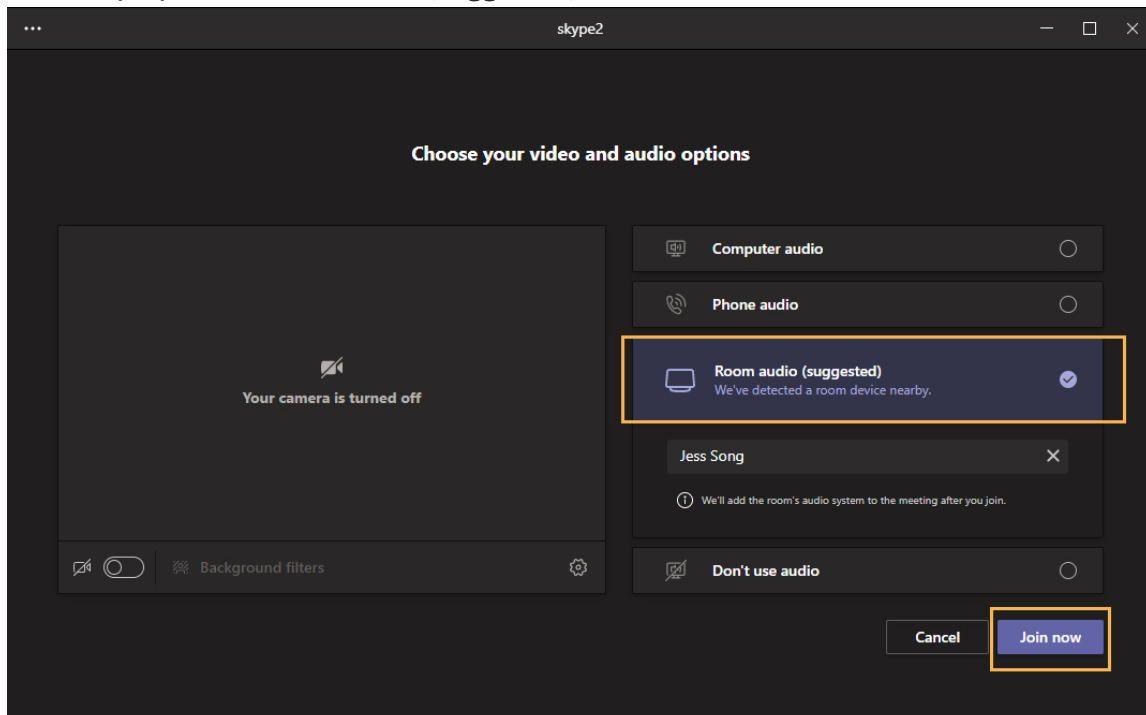 skype2
Choose your video and audio options
Computer audio
Phone audio
Room audio (suggested)
We've detected a room device nearby.
Your camera is turned off
Jess Song
We'll add the room's audio system to the meeting after you join.
Background filters
Don't use audio
Cancel
Join now